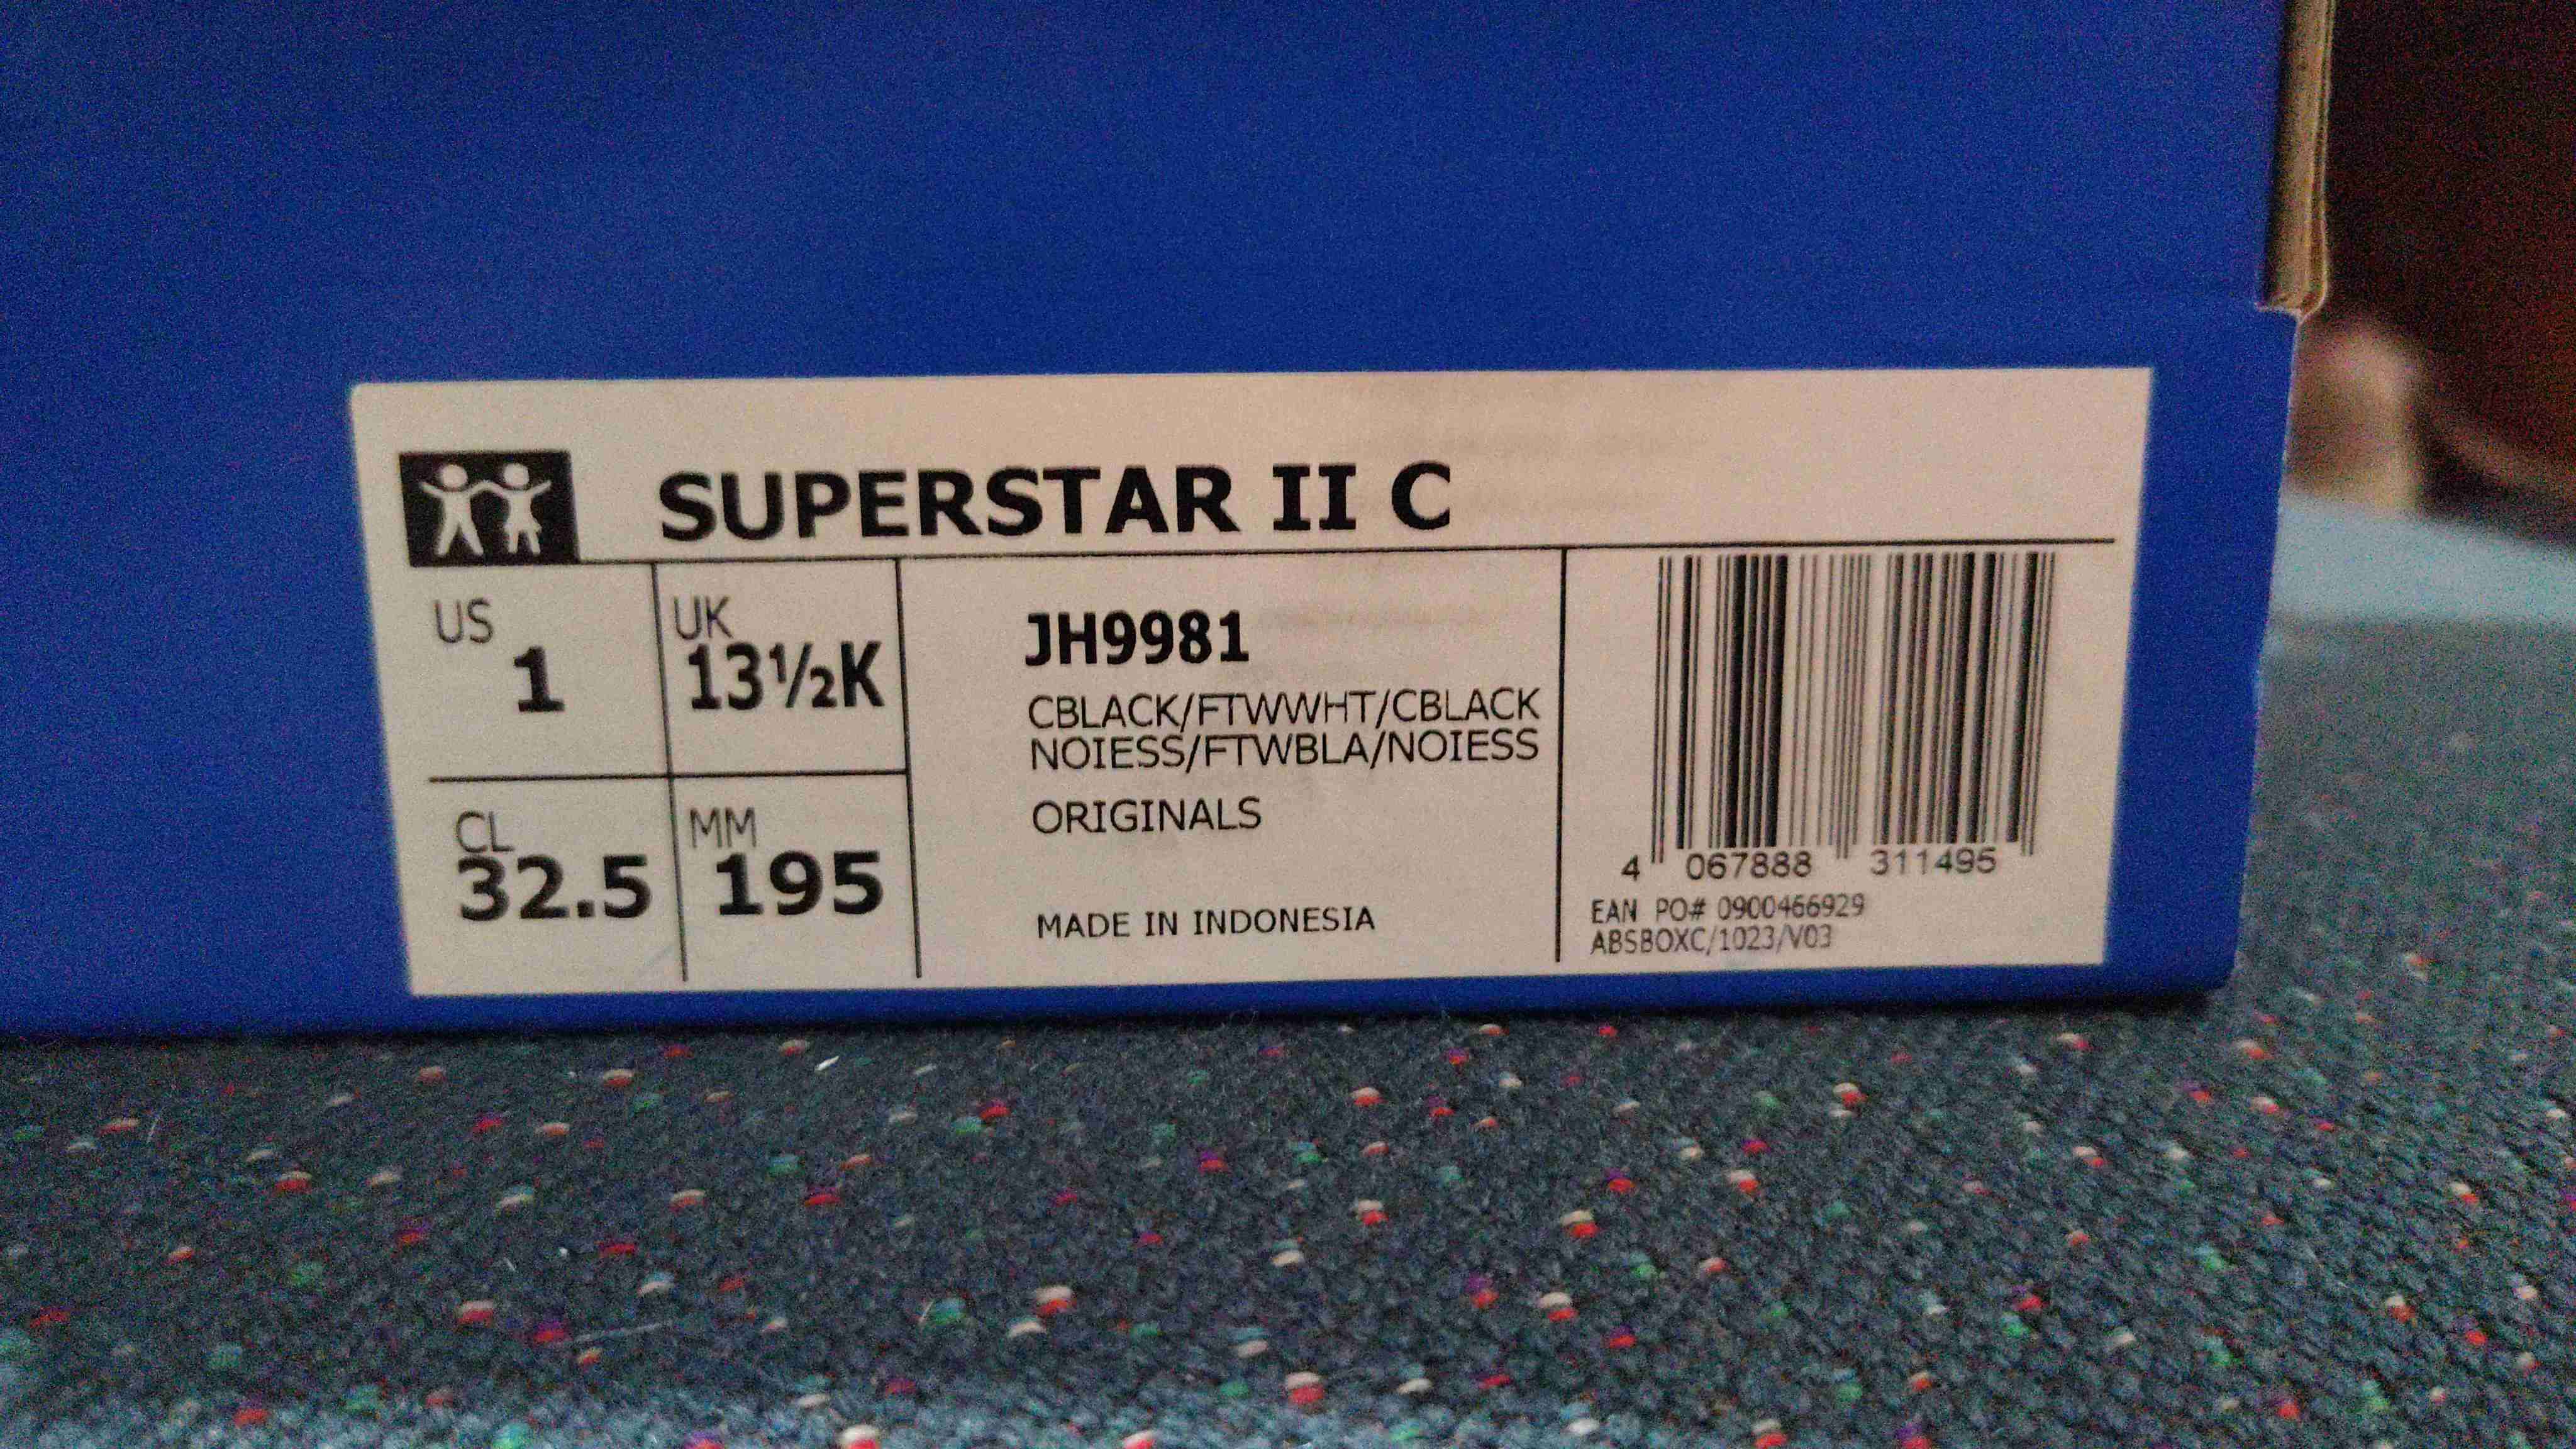 SUPERSTAR II C
US
1
UK
13½K
CL
32.5
MM
195
JH9981
CBLACK/FTWWHT/CBLACK
NOIESS/FTWBLA/NOIESS
ORIGINALS
MADE IN INDONESIA
4 067888 311495
EAN PO# 0900466929
ABSBOXC/1023/V03